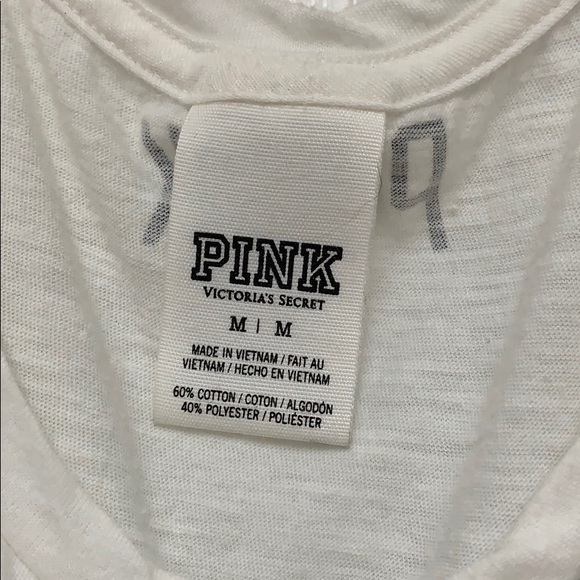 PINK
VICTORIA'S SECRET
M | M
MADE IN VIETNAM / FAIT AU
VIETNAM / HECHO EN VIETNAM
60% COTTON / COTON / ALGODÓN
40% POLYESTER / POLIÉSTER